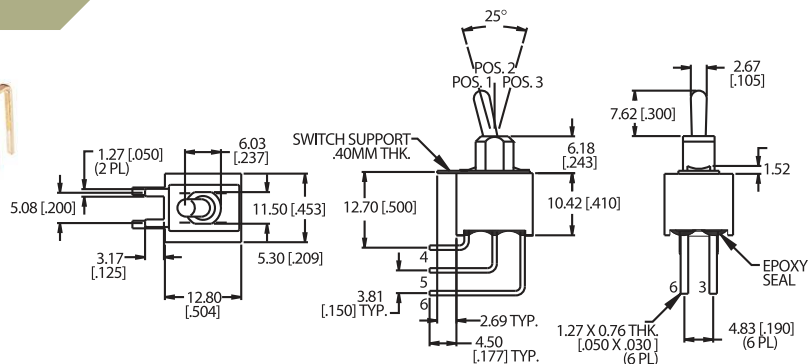 25°
POS. 2
POS. 1
POS. 3
2.67
[.105]
7.62 [.300]
SWITCH SUPPORT
.40MM THK.
6.18
[.243]
1.52
1.27 [.050]
(2 PL)
6.03
[.237]
5.08 [.200]
11.50 [.453]
12.70 [.500]
10.42 [.410]
3.17
[.125]
5.30 [.209]
12.80
[.504]
4
5
6
3.81
[.150] TYP.
2.69 TYP.
4.50
[.177] TYP.
EPOXY
SEAL
6
3
1.27 X 0.76 THK.
[.050 X .030 ]
(6 PL)
4.83 [.190]
(6 PL)